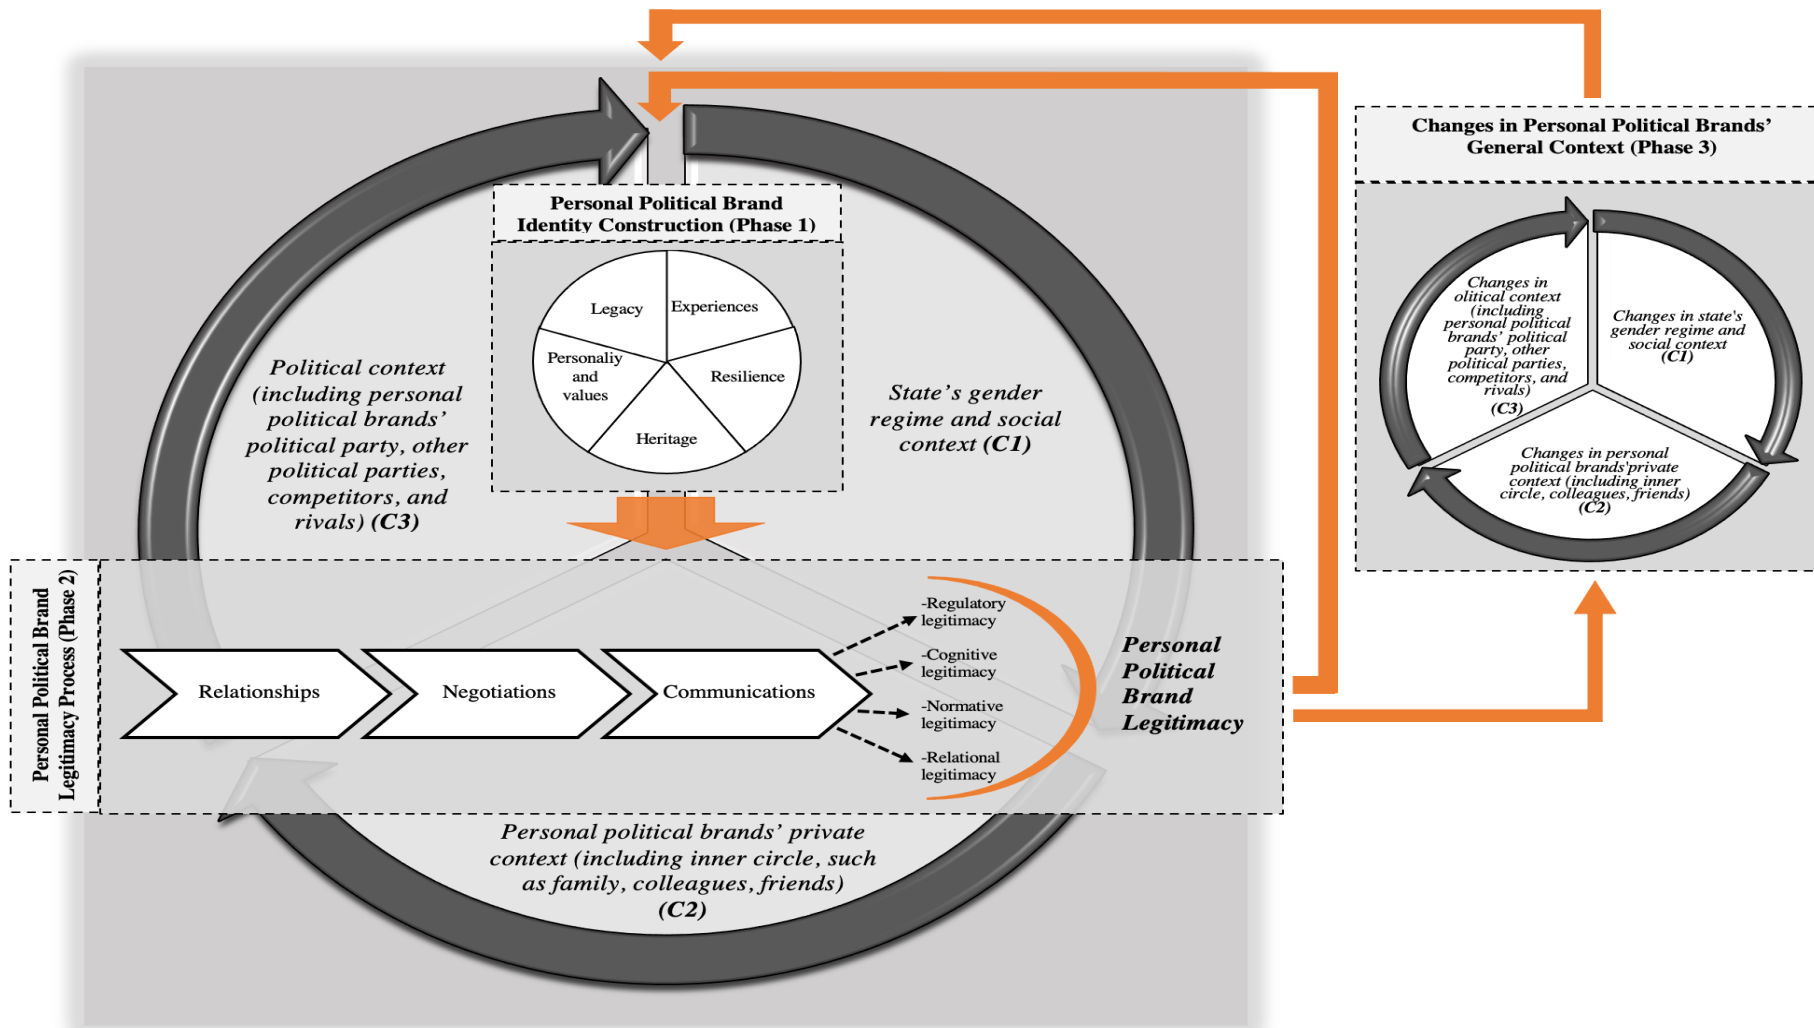 Personal Political Brand
Identity Construction (Phase 1)
Legacy
Experiences
Personaliy
and
values
Resilience
Heritage
Political context
(including personal
political brands’
political party, other
political parties,
competitors, and
rivals) (C3)
State’s gender
regime and social
context (C1)
Personal Political Brand
Legitimacy Process (Phase 2)
Relationships
Negotiations
Communications
-Regulatory
legitimacy
-Cognitive
legitimacy
-Normative
legitimacy
-Relational
legitimacy
Personal
Political
Brand
Legitimacy
Personal political brands’ private
context (including inner circle, such
as family, colleagues, friends)
(C2)
Changes in Personal Political Brands’
General Context (Phase 3)
Changes in
olitical context
(including
personal political
brands’ political
party, other
political parties,
competitors, and
rivals)
(C3)
Changes in state's
gender regime and
social context
(C1)
Changes in personal
political brands'private
context (including inner
circle, colleagues, friends)
(C2)